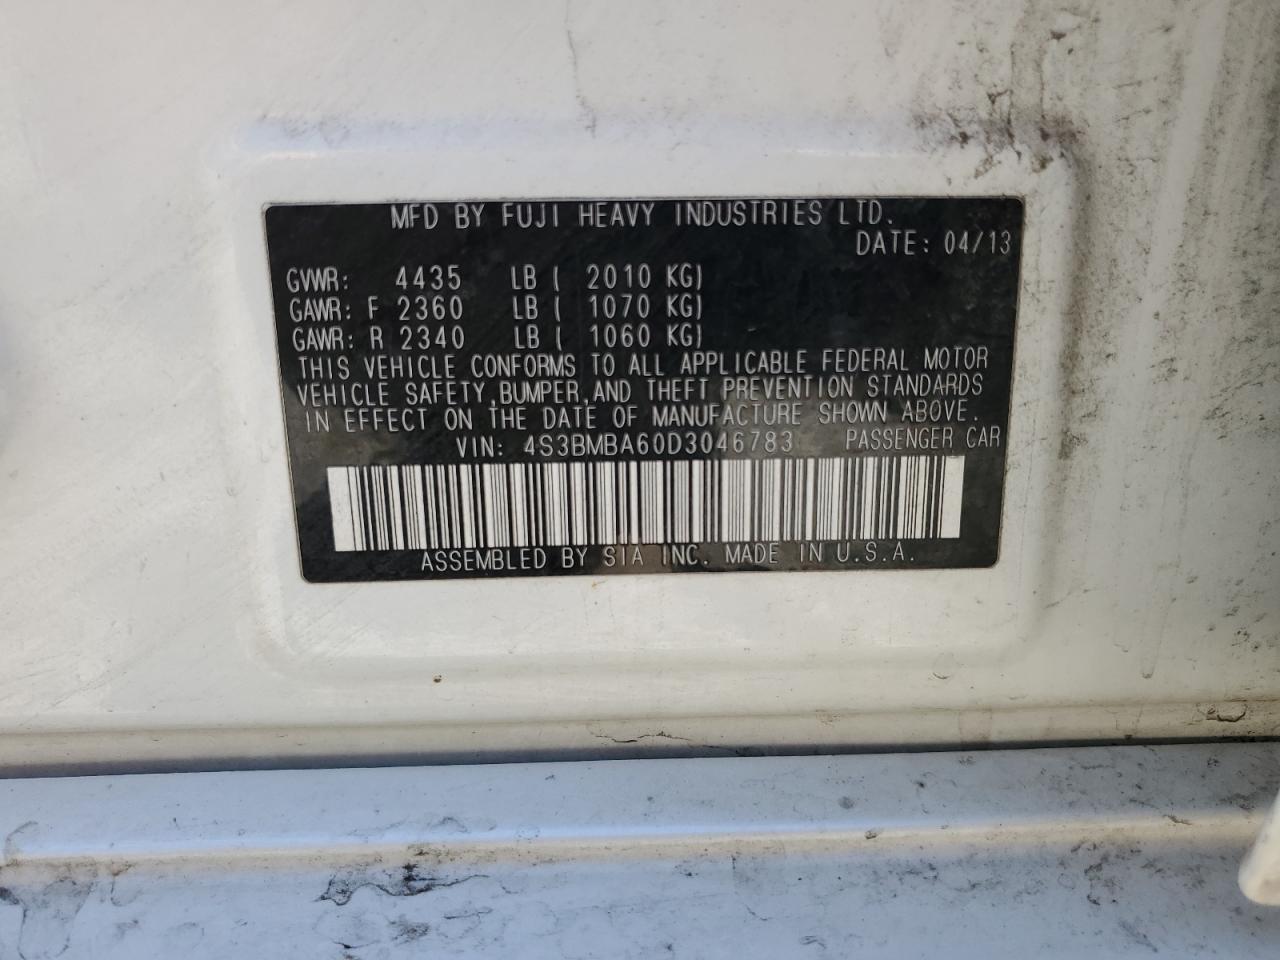 MFD BY FUJI HEAVY INDUSTRIES LTD.
DATE: 04/13
GVWR: 4435 LB ( 2010 KG)
GAWR: F 2360 LB ( 1070 KG)
GAWR: R 2340 LB ( 1060 KG)
THIS VEHICLE CONFORMS TO ALL APPLICABLE FEDERAL MOTOR
VEHICLE SAFETY,BUMPER,AND THEFT PREVENTION STANDARDS
IN EFFECT ON THE DATE OF MANUFACTURE SHOWN ABOVE.
VIN: 4S3BMBA60D3046783 PASSENGER CAR
ASSEMBLED BY SIA INC. MADE IN U.S.A.